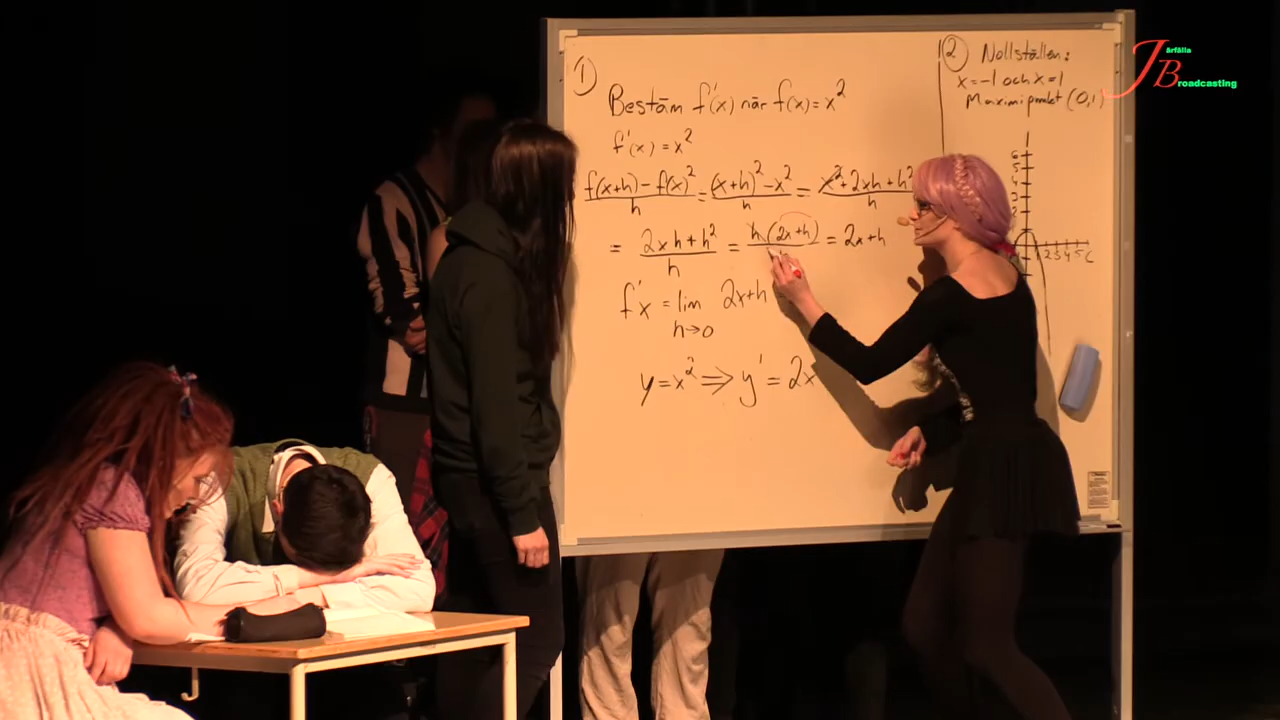 1)
Bestäm f'(x) när f(x) = x²
f'(x) = x²
f(x+h) - f(x)²/h = (x+h)² - x²/h = x² + 2xh + h²/h
= 2xh + h²/h = h(2x+h)/h = 2x+h
f'x = lim 2x+h
h→0
y = x² ⇒ y' = 2x
2 Nollställen:
x = -1 och x = 1
Maximipunkt (0,1)
6
5
4
3
2
1 2 3 4 5 6
Järfälla
Broadcasting